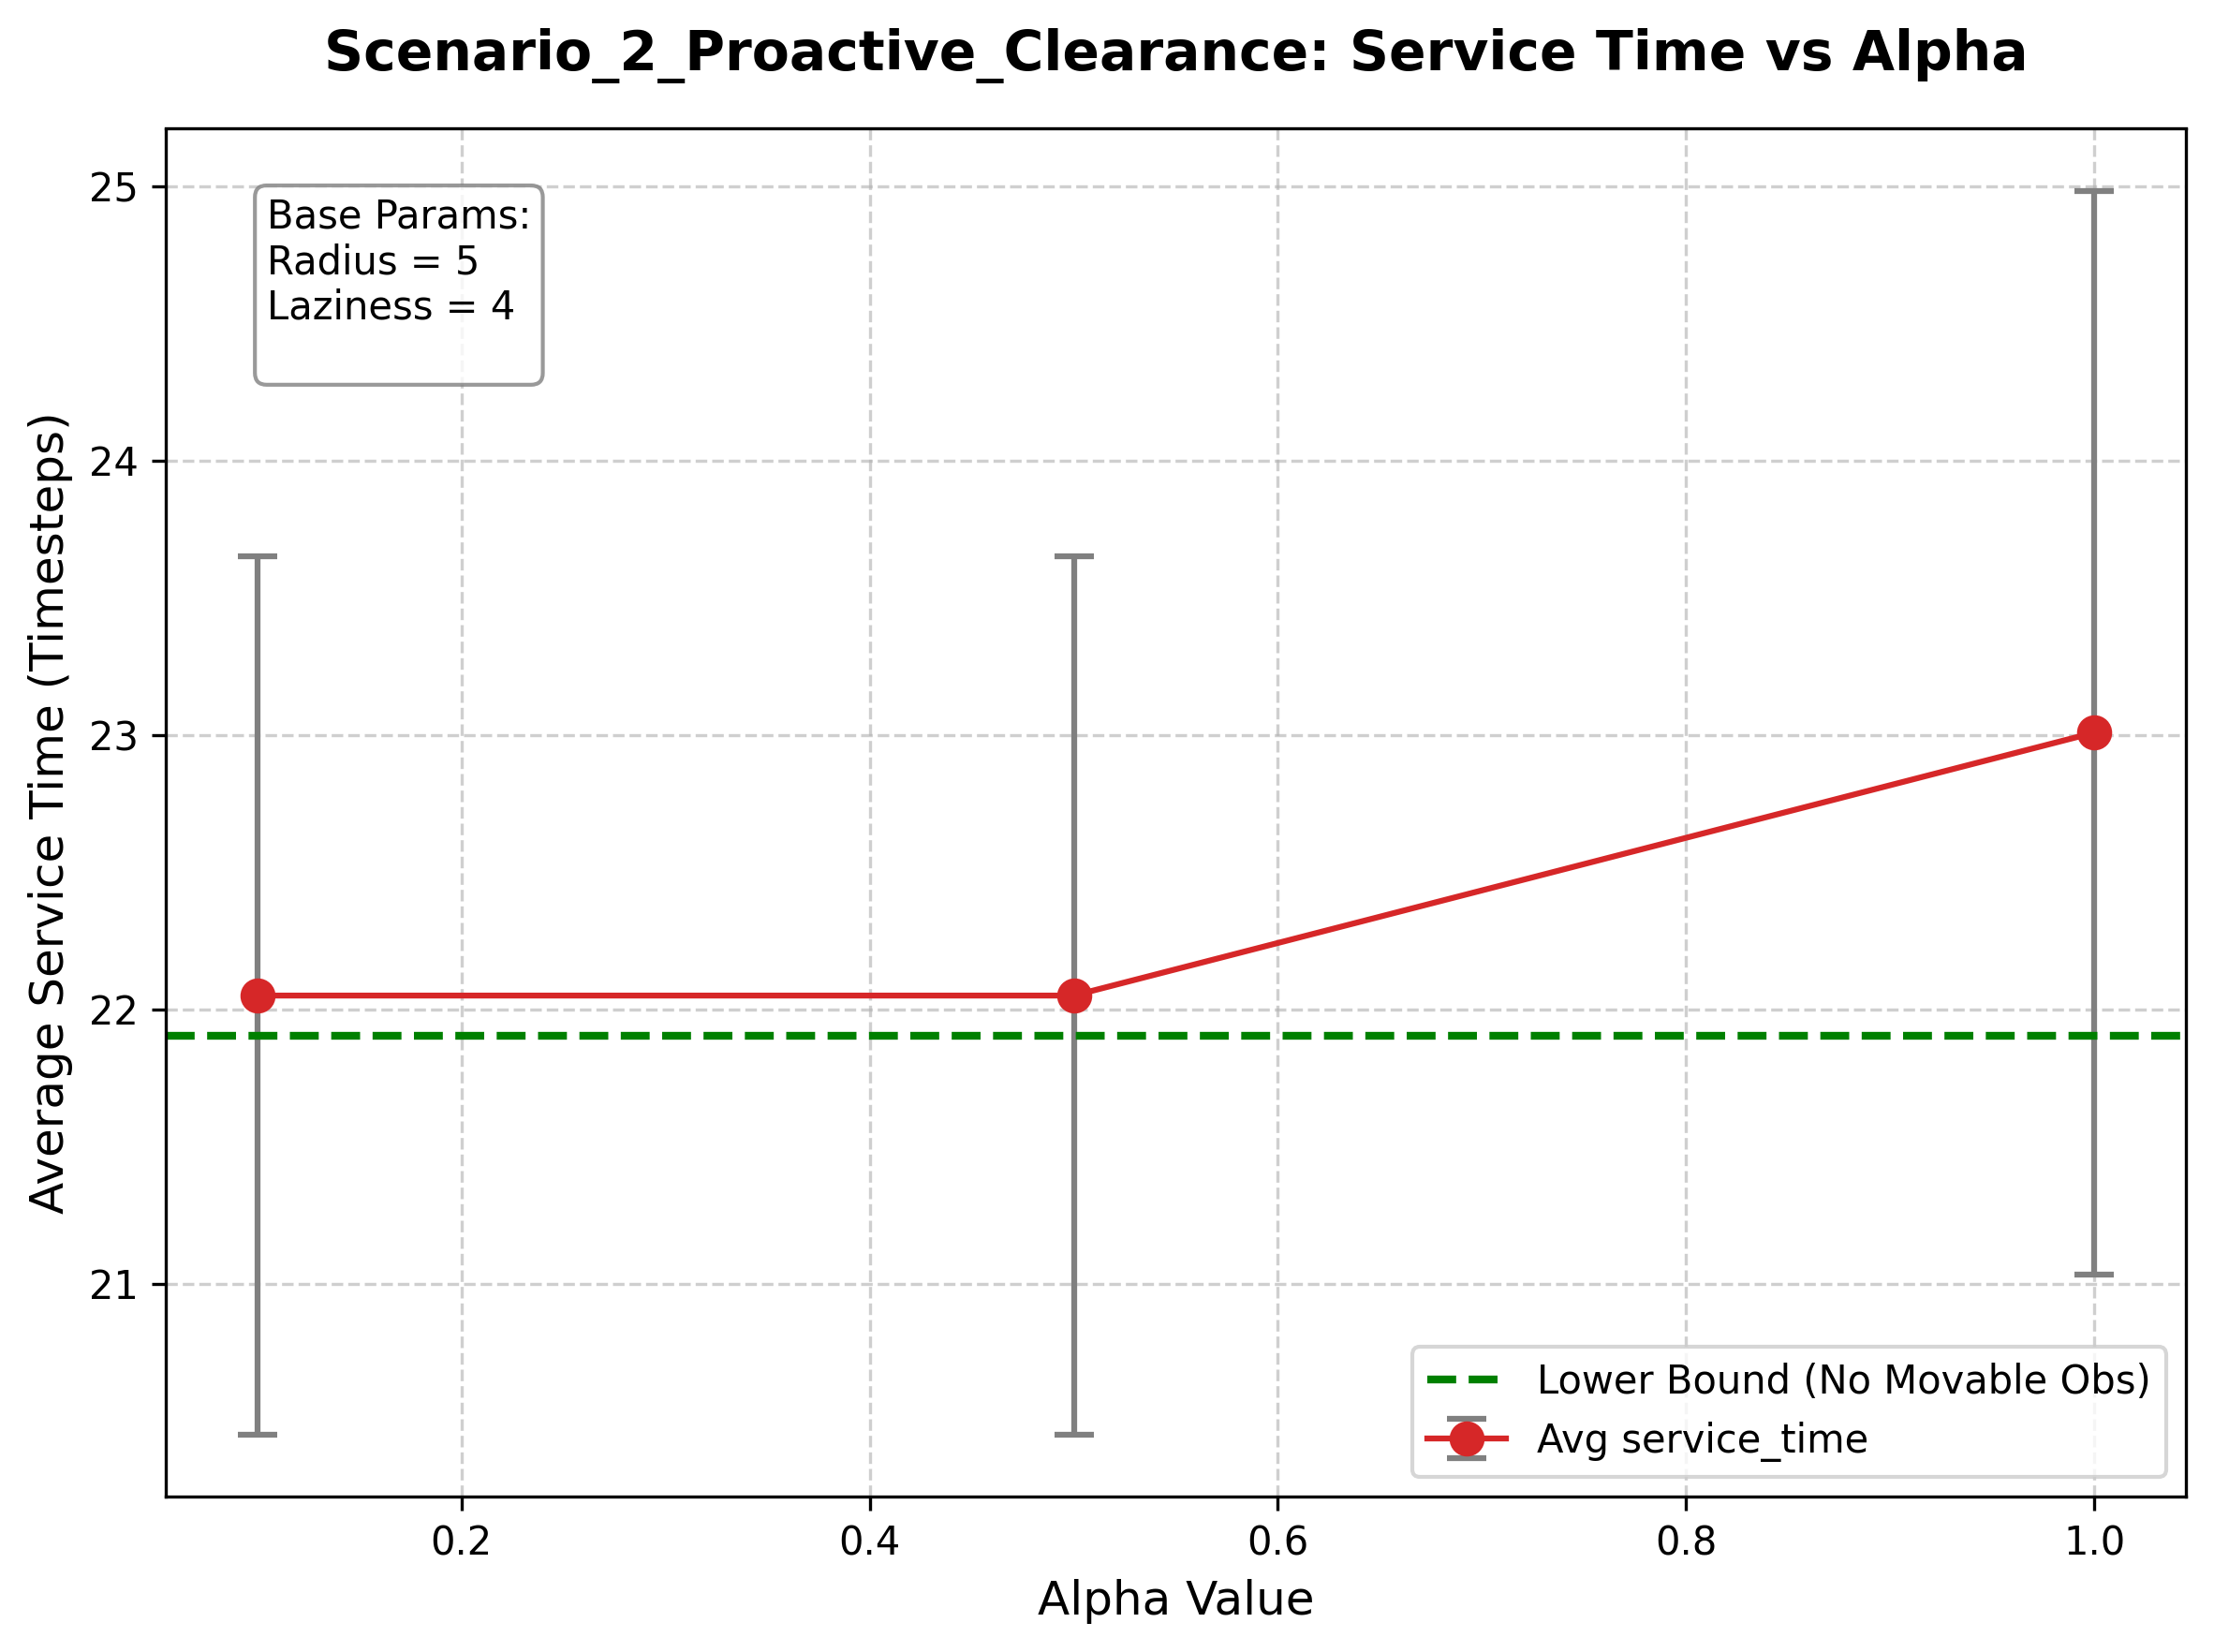 Scenario_2_Proactive_Clearance: Service Time vs Alpha
Average Service Time (Timesteps)
25
24
23
22
21
Base Params:
Radius = 5
Laziness = 4
Lower Bound (No Movable Obs)
Avg service_time
0.2
0.4
0.6
0.8
1.0
Alpha Value